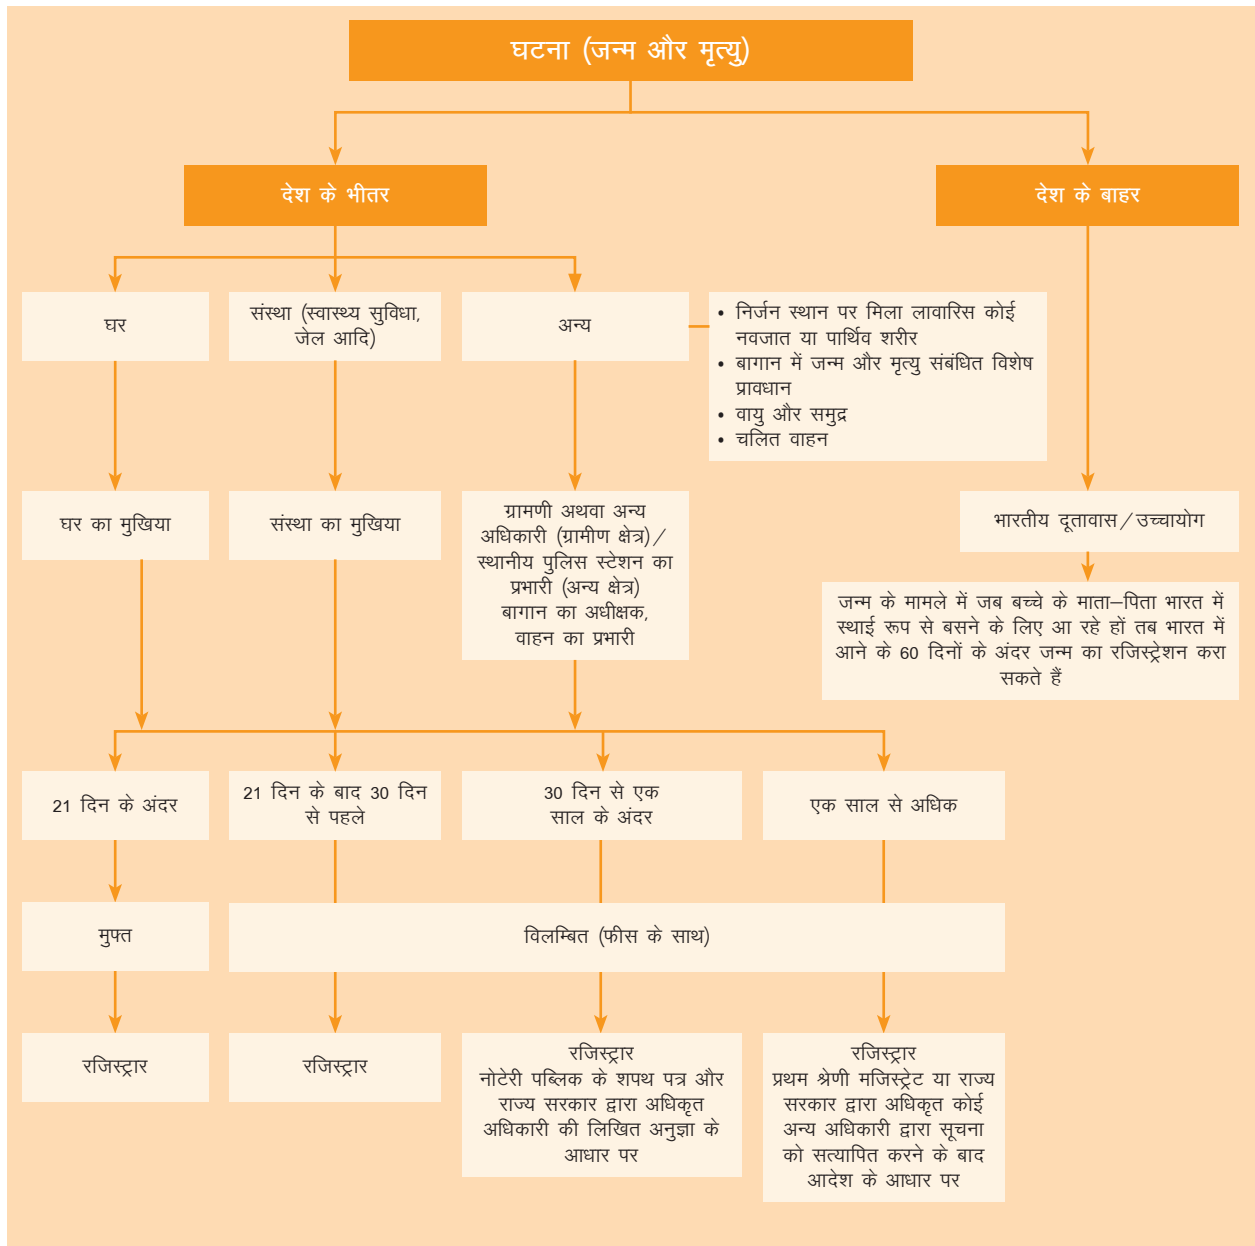 घटना (जन्म और मृत्यु)
देश के भीतर
देश के बाहर
घर
संस्था (स्वास्थ्य सुविधा,
जेल आदि)
अन्य
• निर्जन स्थान पर मिला लावारिस कोई
नवजात या पार्थिव शरीर
• बागान में जन्म और मृत्यु संबंधित विशेष
प्रावधान
• वायु और समुद्र
• चलित वाहन
घर का मुखिया
संस्था का मुखिया
ग्रामणी अथवा अन्य
अधिकारी (ग्रामीण क्षेत्र)/
स्थानीय पुलिस स्टेशन का
प्रभारी (अन्य क्षेत्र)
बागान का अधीक्षक,
वाहन का प्रभारी
भारतीय दूतावास/उच्चायोग
जन्म के मामले में जब बच्चे के माता–पिता भारत में
स्थाई रूप से बसने के लिए आ रहे हों तब भारत में
आने के 60 दिनों के अंदर जन्म का रजिस्ट्रेशन करा
सकते हैं
21 दिन के अंदर
21 दिन के बाद 30 दिन
से पहले
30 दिन से एक
साल के अंदर
एक साल से अधिक
मुफ्त
विलम्बित (फीस के साथ)
रजिस्ट्रार
रजिस्ट्रार
रजिस्ट्रार
नोटेरी पब्लिक के शपथ पत्र और
राज्य सरकार द्वारा अधिकृत
अधिकारी की लिखित अनुज्ञा के
आधार पर
रजिस्ट्रार
प्रथम श्रेणी मजिस्ट्रेट या राज्य
सरकार द्वारा अधिकृत कोई
अन्य अधिकारी द्वारा सूचना
को सत्यापित करने के बाद
आदेश के आधार पर